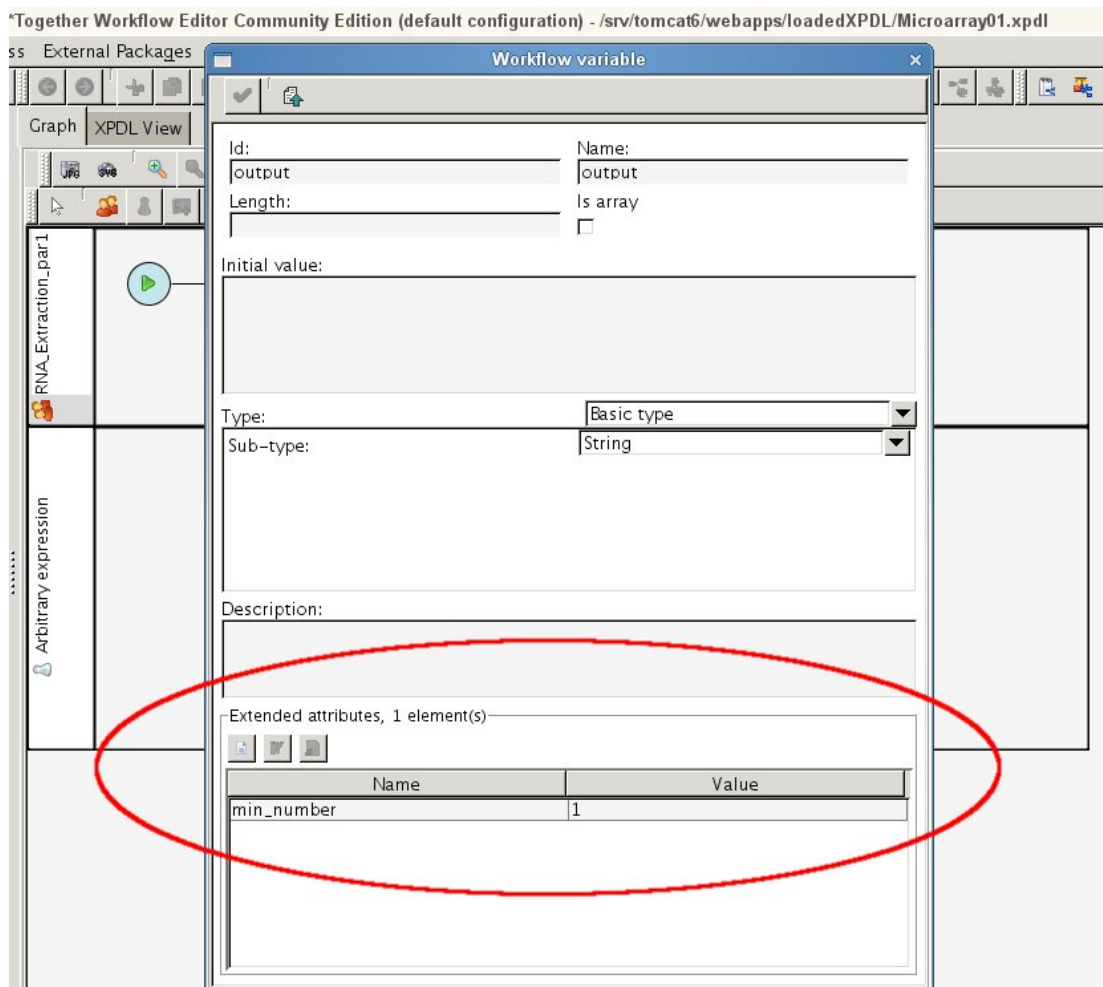 *Together Workflow Editor Community Edition (default configuration) - /srv/tomcat6/webapps/loadedXPDL/Microarray01.xpdl
ss External Packages
Workflow variable
Graph XPDL View
JPG SVG
Id: Name:
output output
Length: Is array
Initial value:
RNA_Extraction_par1
Type: Basic type
Sub-type: String
Arbitrary expression
Description:
Extended attributes, 1 element(s)
Name Value
min_number 1